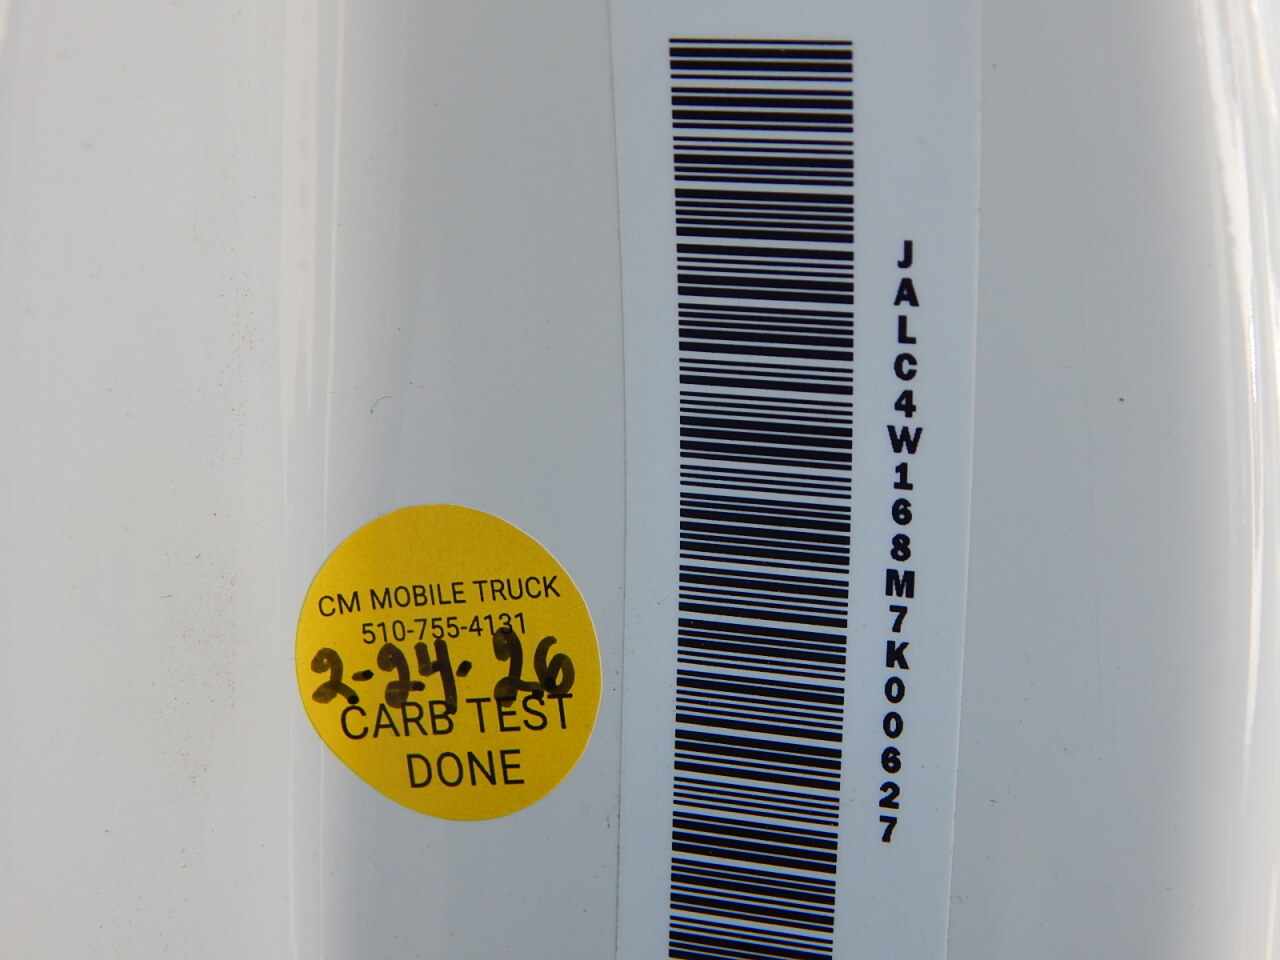 CM MOBILE TRUCK
510-755-4131
2-24-26
CARB TEST
DONE
JALC4W168M7K00627